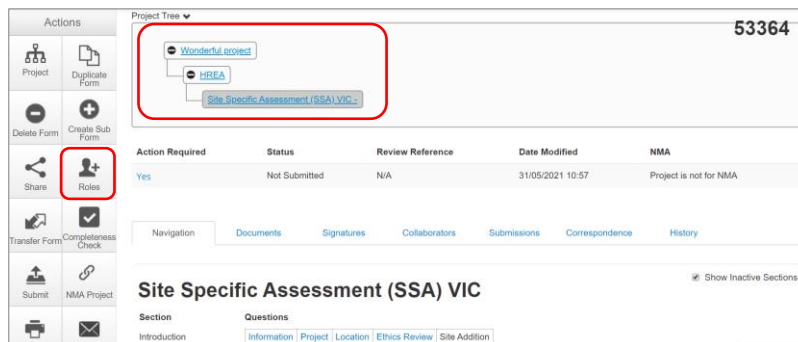 Actions
Project Tree
53364
Project
Duplicate
Form
Wonderful project
HREA
Site Specific Assessment (SSA) VIC -
Delete Form
Create Sub
Form
Share
Roles
Action Required Status Review Reference Date Modified NMA
Yes Not Submitted N/A 31/05/2021 10:57 Project is not for NMA
Transfer Form
Completeness
Check
Navigation Documents Signatures Collaborators Submissions Correspondence History
Submit
NMA Project
Show Inactive Sections
Site Specific Assessment (SSA) VIC
Section Questions
Introduction Information Project Location Ethics Review Site Addition